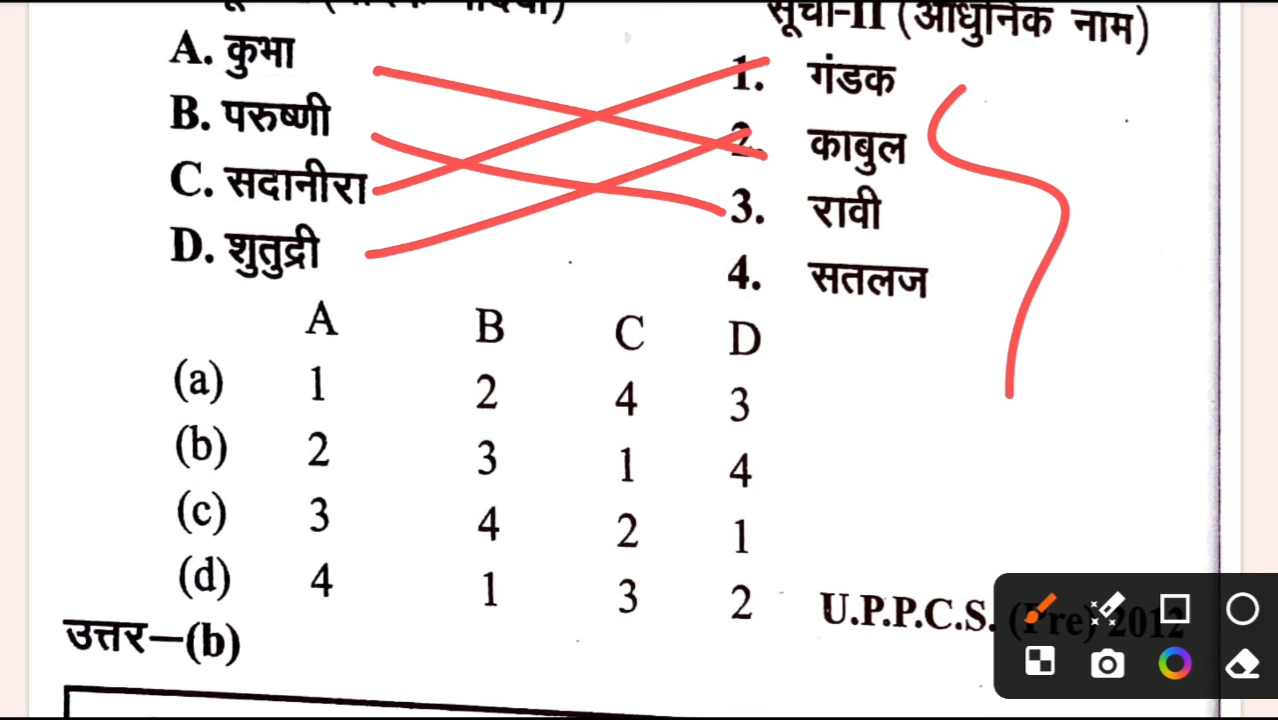 सूची-II (आधुनिक नाम)
A. कुभा 1. गंडक
B. परुष्णी 2. काबुल
C. सदानीरा 3. रावी
D. शुतुद्री 4. सतलज
A B C D
(a) 1 2 4 3
(b) 2 3 1 4
(c) 3 4 2 1
(d) 4 1 3 2 U.P.P.C.S. (Pre) 2012
उत्तर–(b)